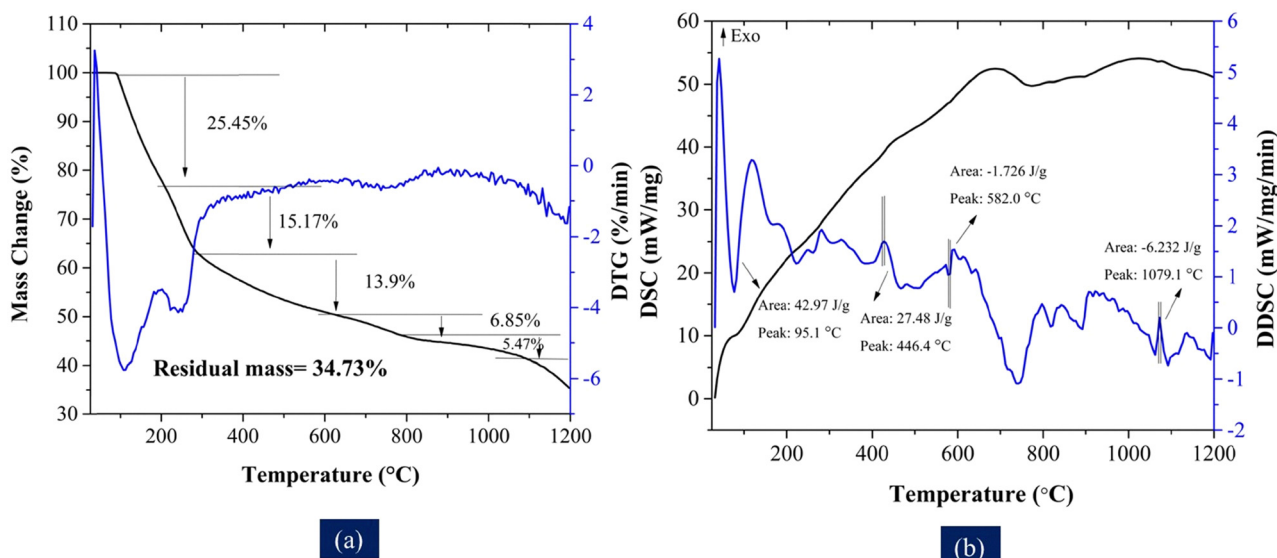 110
100
90
80
70
60
50
40
30
Mass Change (%)
25.45%
15.17%
13.9%
6.85%
5.47%
Residual mass= 34.73%
200
400
600
800
1000
1200
Temperature (°C)
4
2
0
-2
-4
-6
DTG (%/min)
(a)
60
50
40
30
20
10
0
DSC (mW/mg)
Exo
Area: 42.97 J/g
Peak: 95.1 °C
Area: 27.48 J/g
Peak: 446.4 °C
Area: -1.726 J/g
Peak: 582.0 °C
Area: -6.232 J/g
Peak: 1079.1 °C
200
400
600
800
1000
1200
Temperature (°C)
6
5
4
3
2
1
0
-1
-2
DDSC (mW/mg/min)
(b)